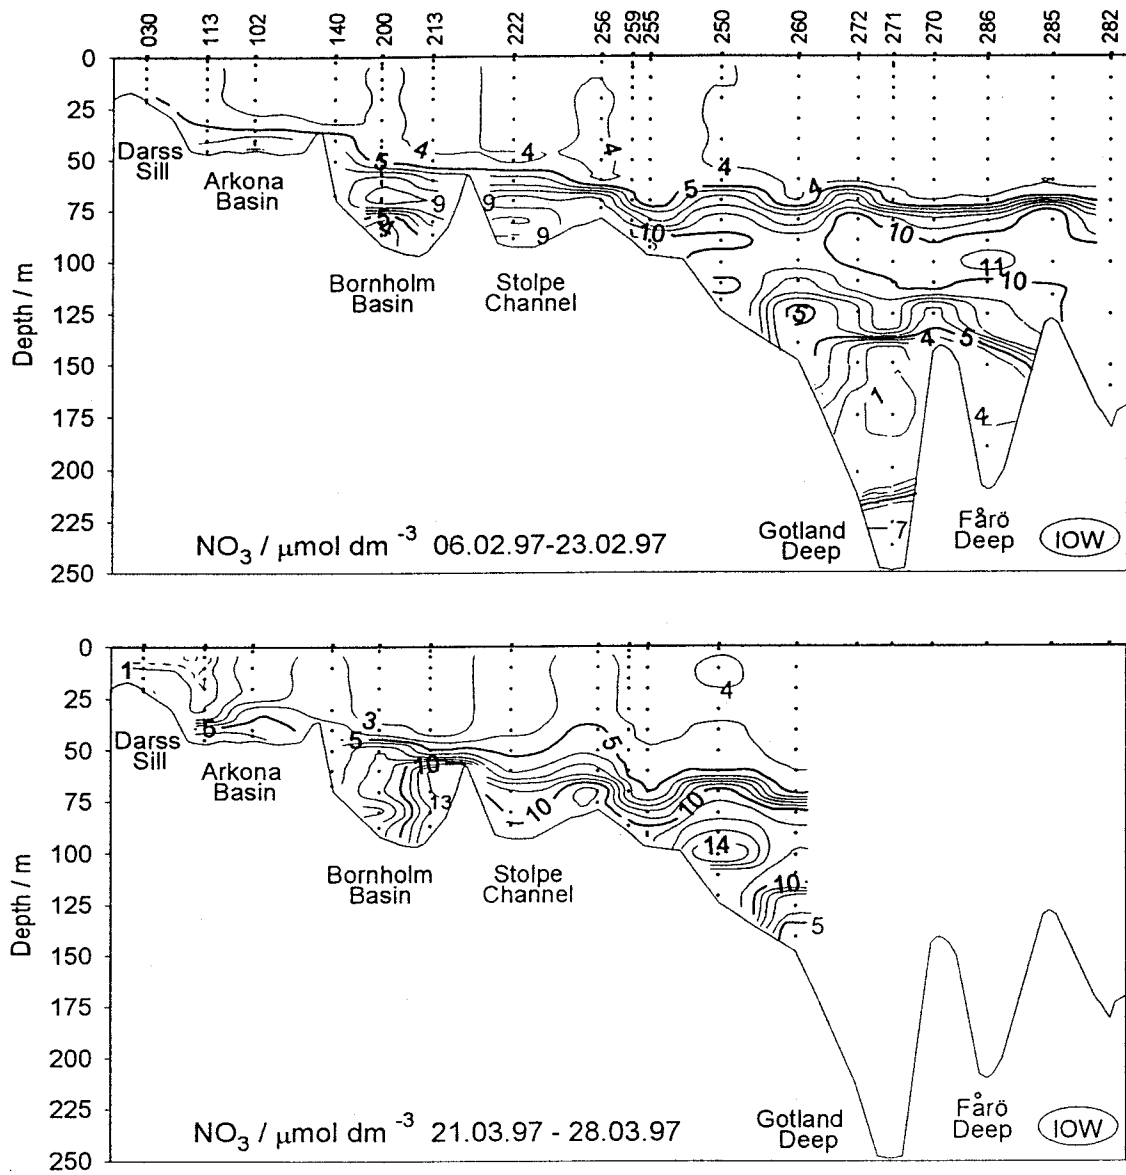 030 113 102 140 200 213 222 256 259 255 250 260 272 271 270 286 285 282
0
25
50
75
100
125
150
175
200
225
250
Depth / m
Darss
Sill
Arkona
Basin
Bornholm
Basin
Stolpe
Channel
Gotland
Deep
Fårö
Deep
IOW
5 4 4 4 4 5 4
9 9 9 5 10 10 11 10
5 4 5
1 4
7
NO3 / μmol dm -3 06.02.97-23.02.97
0
25
50
75
100
125
150
175
200
225
250
Depth / m
Darss
Sill
Arkona
Basin
Bornholm
Basin
Stolpe
Channel
Gotland
Deep
Fårö
Deep
IOW
1 4
3
5 5 5
10 13 10 10
14
10
5
NO3 / μmol dm -3 21.03.97 - 28.03.97